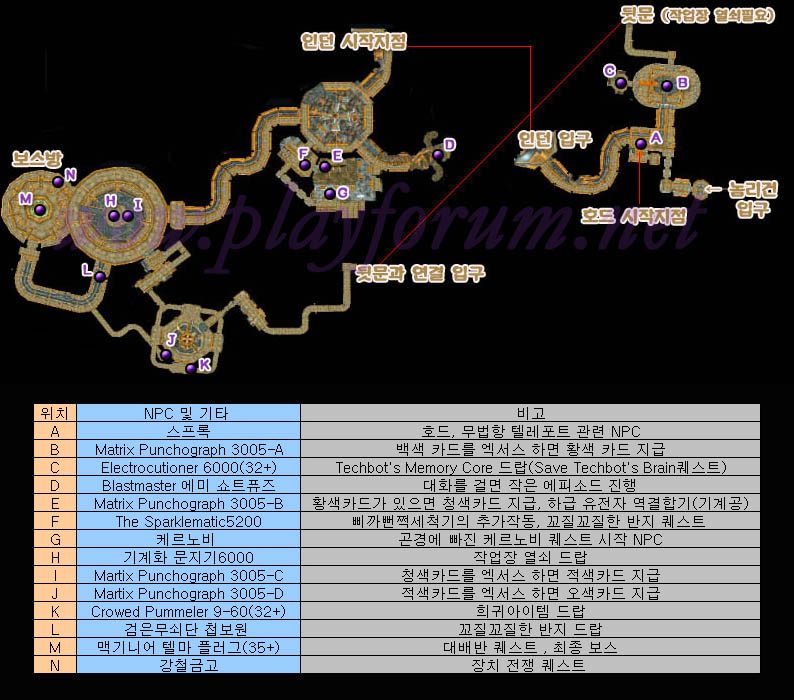 뒷문 (작업장 열쇠필요)
인던 시작지점
C
B
D
인던 입구
A
F
E
보스방
N
G
M
H
I
← 놀리건
입구
호드 시작지점
www.playforum.net
L
뒷문과 연결 입구
J
K
위치 NPC 및 기타 비고
A 스프록 호드, 무법항 텔레포트 관련 NPC
B Matrix Punchograph 3005-A 백색 카드를 엑서스 하면 황색 카드 지급
C Electrocutioner 6000(32+) Techbot's Memory Core 드랍(Save Techbot's Brain퀘스트)
D Blastmaster 에미 쇼트퓨즈 대화를 걸면 작은 에피소드 진행
E Matrix Punchograph 3005-B 황색카드가 있으면 청색카드 지급, 하급 유전자 역결합기(기계공)
F The Sparklematic5200 삐까뻔쩍세척기의 추가작동, 꼬질꼬질한 반지 퀘스트
G 케르노비 곤경에 빠진 케르노비 퀘스트 시작 NPC
H 기계화 문지기6000 작업장 열쇠 드랍
I Martix Punchograph 3005-C 청색카드를 엑서스 하면 적색카드 지급
J Martix Punchograph 3005-D 적색카드를 엑서스 하면 오색카드 지급
K Crowed Pummeler 9-60(32+) 희귀아이템 드랍
L 검은무쇠단 첩보원 꼬질꼬질한 반지 드랍
M 맥기니어 텔마 플러그(35+) 대배반 퀘스트 , 최종 보스
N 강철금고 장치 전쟁 퀘스트